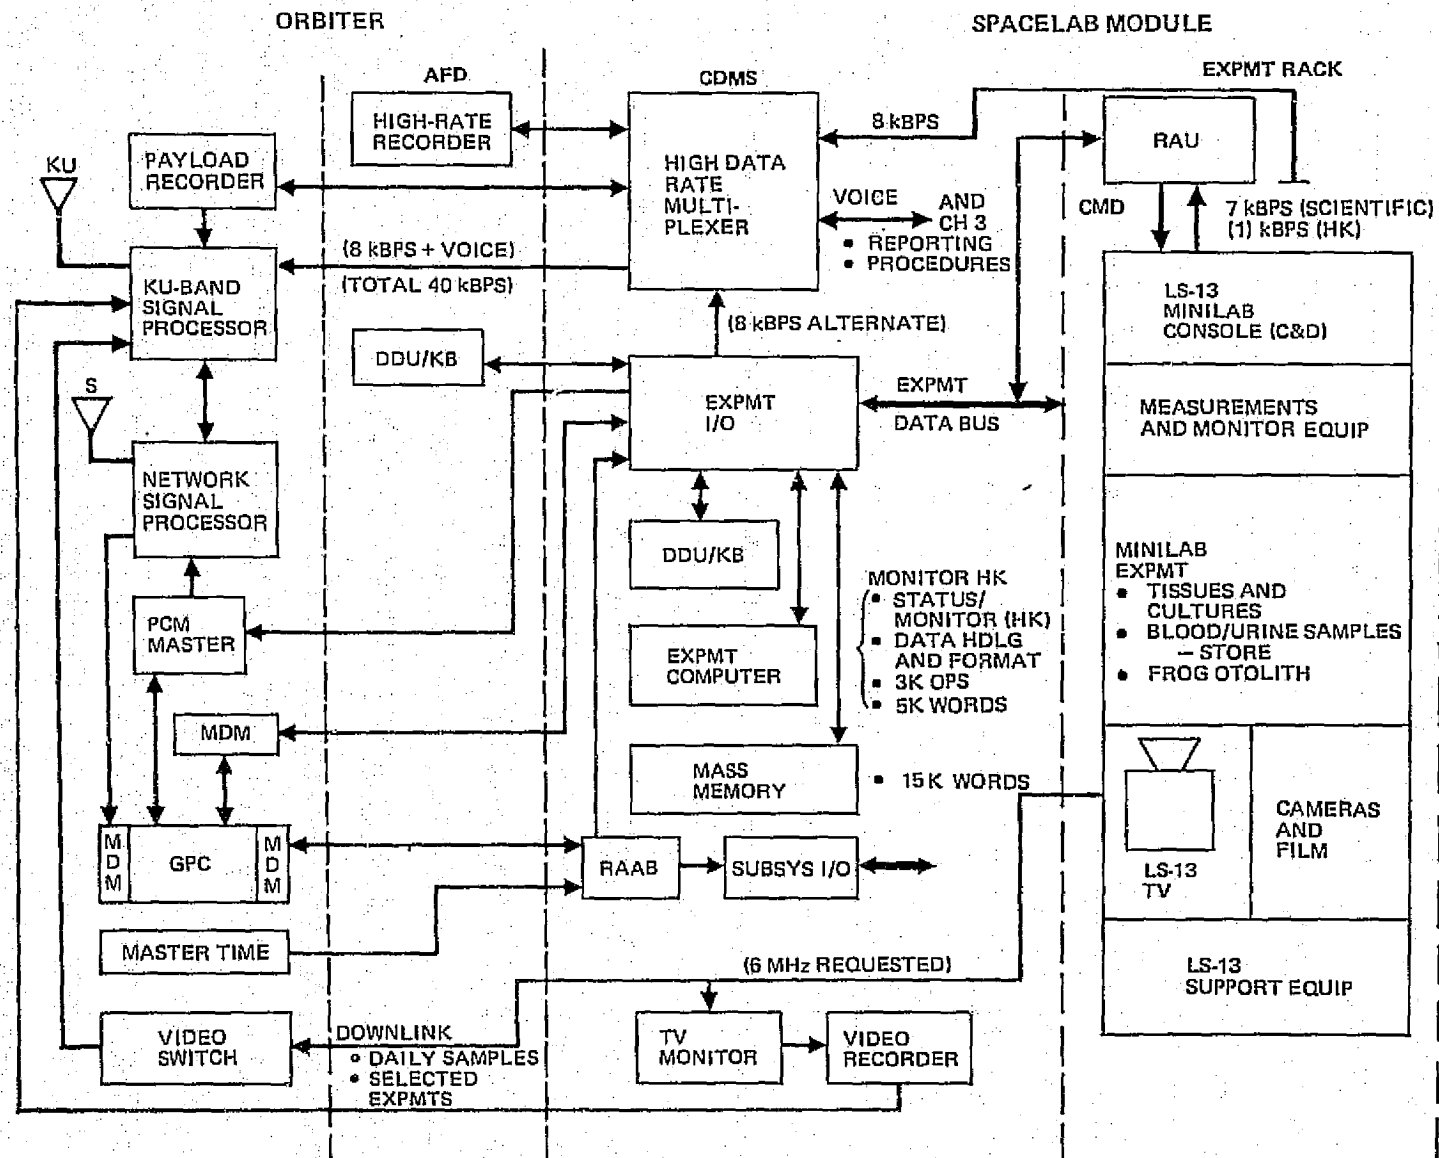 ORBITER
SPACELAB MODULE
AFD
CDMS
EXPMT RACK
HIGH-RATE
RECORDER
8 kBPS
RAU
KU
PAYLOAD
RECORDER
HIGH DATA
RATE
MULTI-
PLEXER
VOICE
AND
CH 3
• REPORTING
• PROCEDURES
CMD
7 kBPS (SCIENTIFIC)
(1) kBPS (HK)
(8 kBPS + VOICE)
(TOTAL 40 kBPS)
KU-BAND
SIGNAL
PROCESSOR
LS-13
MINILAB
CONSOLE (C&D)
(8 kBPS ALTERNATE)
DDU/KB
S
EXPMT
I/O
EXPMT
DATA BUS
MEASUREMENTS
AND MONITOR EQUIP
NETWORK
SIGNAL
PROCESSOR
DDU/KB
MINILAB
EXPMT
• TISSUES AND
CULTURES
• BLOOD/URINE SAMPLES
– STORE
• FROG OTOLITH
MONITOR HK
• STATUS/
MONITOR (HK)
• DATA HDLG
AND FORMAT
• 3K OPS
• 5K WORDS
PCM
MASTER
EXPMT
COMPUTER
MDM
MASS
MEMORY
• 15K WORDS
LS-13
TV
CAMERAS
AND
FILM
MDM
GPC
MDM
RAAB
SUBSYS I/O
MASTER TIME
(6 MHz REQUESTED)
LS-13
SUPPORT EQUIP
VIDEO
SWITCH
DOWNLINK
• DAILY SAMPLES
• SELECTED
EXPMTS
TV
MONITOR
VIDEO
RECORDER